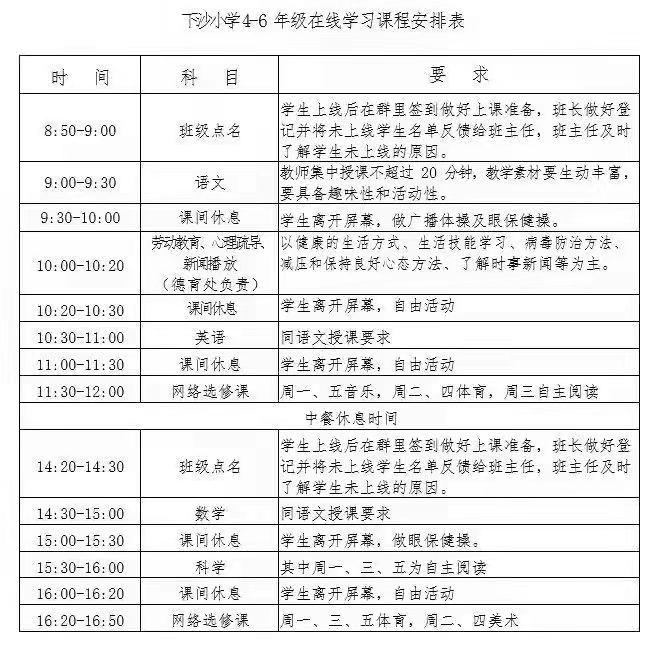 下沙小学4-6 年级在线学习课程安排表
时 间 科 目 要 求
8:50-9:00 班级点名 学生上线后在群里签到做好上课准备，班长做好登
记并将未上线学生名单反馈给班主任，班主任及时
了解学生未上线的原因。
9:00-9:30 语文 教师集中授课不超过 20 分钟，教学素材要生动丰富，
要具备趣味性和活动性。
9:30-10:00 课间休息 学生离开屏幕，做广播体操及眼保健操。
10:00-10:20 劳动教育、心理疏导、
新闻播放
（德育处负责） 以健康的生活方式、生活技能学习、病毒防治方法、
减压和保持良好心态方法、了解时事新闻等为主。
10:20-10:30 课间休息 学生离开屏幕，自由活动
10:30-11:00 英语 同语文授课要求
11:00-11:30 课间休息 学生离开屏幕，自由活动
11:30-12:00 网络选修课 周一、五音乐，周二、四体育，周三自主阅读
中餐休息时间
14:20-14:30 班级点名 学生上线后在群里签到做好上课准备，班长做好登
记并将未上线学生名单反馈给班主任，班主任及时
了解学生未上线的原因。
14:30-15:00 数学 同语文授课要求
15:00-15:30 课间休息 学生离开屏幕，做眼保健操。
15:30-16:00 科学 其中周一、三、五为自主阅读
16:00-16:20 课间休息 学生离开屏幕，自由活动
16:20-16:50 网络选修课 周一、三、五体育，周二、四美术